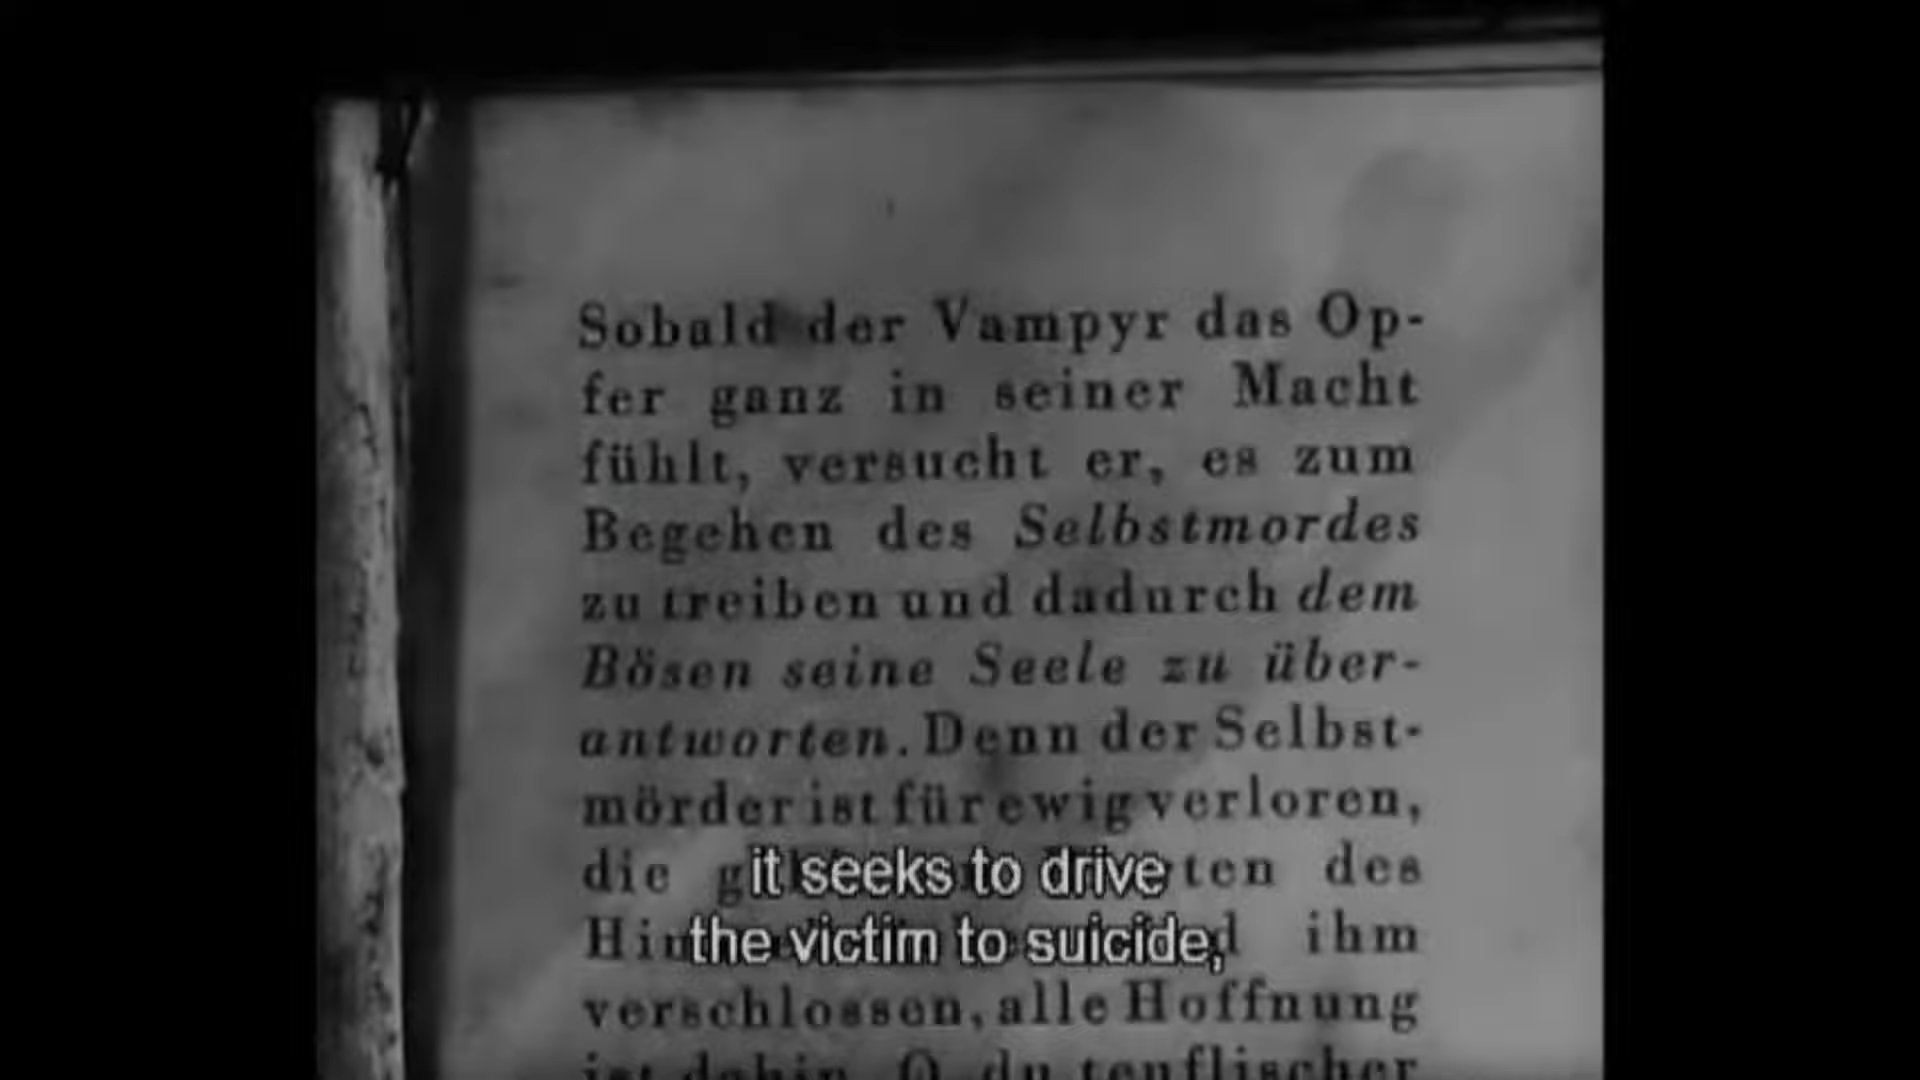 Sobald der Vampyr das Op-
fer ganz in seiner Macht
fühlt, versucht er, es zum
Begehen des Selbstmordes
zu treiben und dadurch dem
Bösen seine Seele zu über-
antworten. Denn der Selbst-
mörder ist für ewig verloren,
die des
it seeks to drive
ihm
the victim to suicide,
verschlossen, alle Hoffnung
ist dahin. O du teuflischer